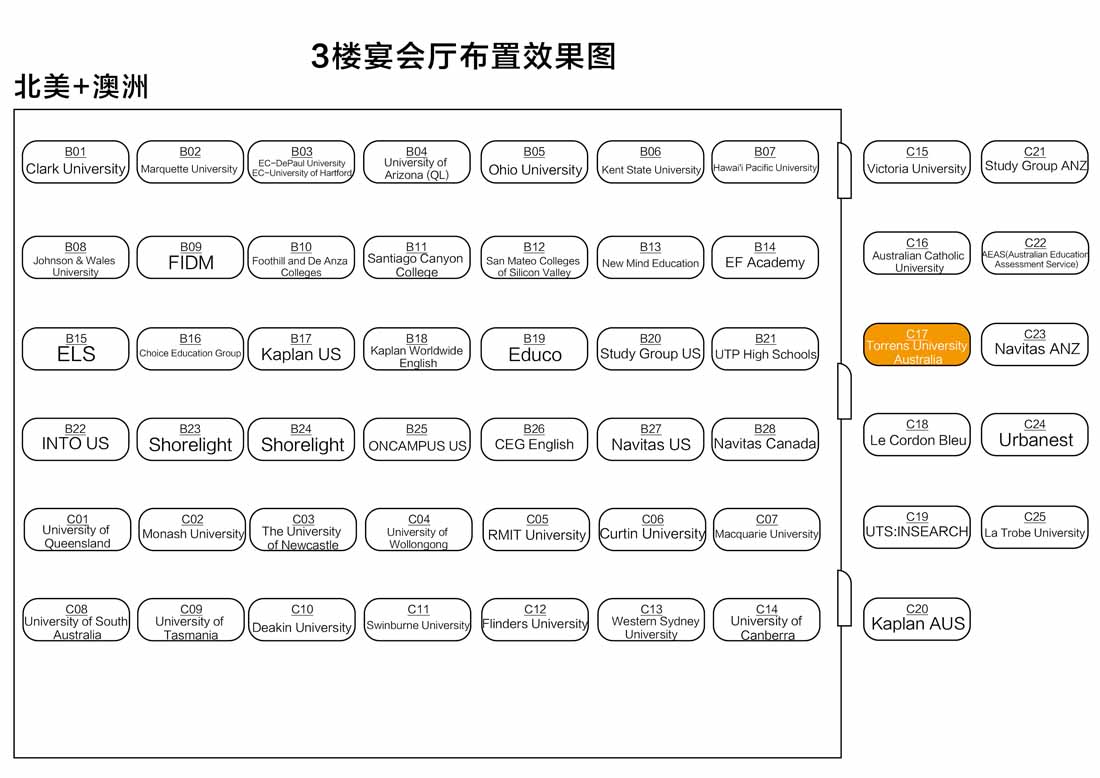 3楼宴会厅布置效果图
北美+澳洲
B01
Clark University
B02
Marquette University
B03
EC-DePaul University
EC-University of Hartford
B04
University of
Arizona (QL)
B05
Ohio University
B06
Kent State University
B07
Hawai'i Pacific University
C15
Victoria University
C21
Study Group ANZ
B08
Johnson & Wales
University
B09
FIDM
B10
Foothill and De Anza
Colleges
B11
Santiago Canyon
College
B12
San Mateo Colleges
of Silicon Valley
B13
New Mind Education
B14
EF Academy
C16
Australian Catholic
University
C22
AEAS(Australian Education
Assessment Service)
B15
ELS
B16
Choice Education Group
B17
Kaplan US
B18
Kaplan Worldwide
English
B19
Educo
B20
Study Group US
B21
UTP High Schools
C17
Torrens University
Australia
C23
Navitas ANZ
B22
INTO US
B23
Shorelight
B24
Shorelight
B25
ONCAMPUS US
B26
CEG English
B27
Navitas US
B28
Navitas Canada
C18
Le Cordon Bleu
C24
Urbanest
C01
University of
Queensland
C02
Monash University
C03
The University
of Newcastle
C04
University of
Wollongong
C05
RMIT University
C06
Curtin University
C07
Macquarie University
C19
UTS:INSEARCH
C25
La Trobe University
C08
University of South
Australia
C09
University of
Tasmania
C10
Deakin University
C11
Swinburne University
C12
Flinders University
C13
Western Sydney
University
C14
University of
Canberra
C20
Kaplan AUS